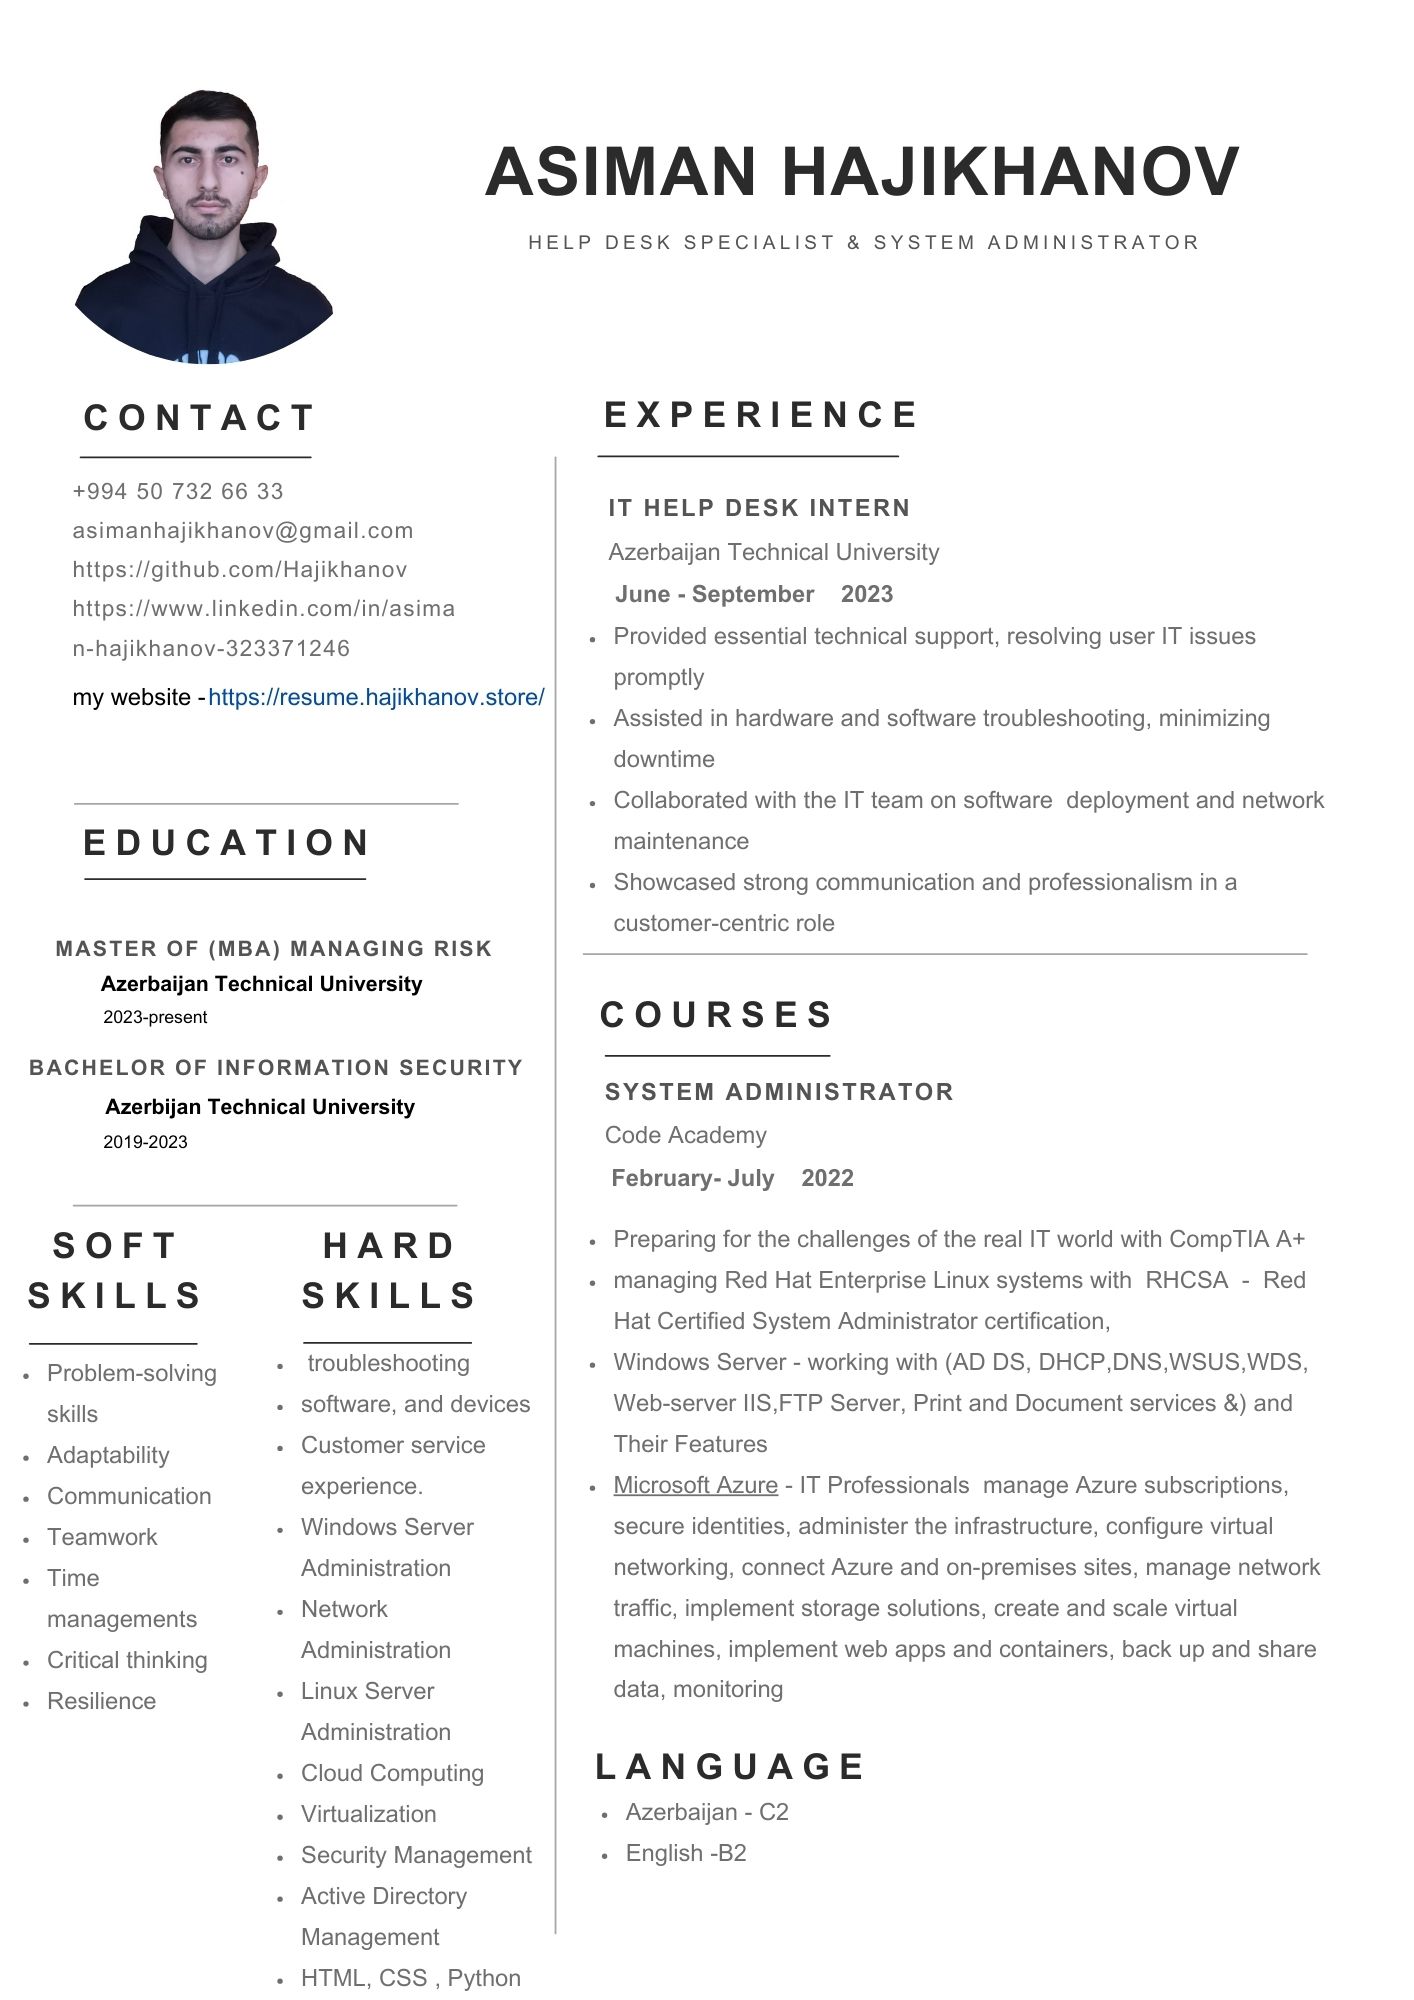 ASIMAN HAJIKHANOV
HELP DESK SPECIALIST & SYSTEM ADMINISTRATOR
CONTACT
+994 50 732 66 33
asimanhajikhanov@gmail.com
https://github.com/Hajikhanov
https://www.linkedin.com/in/asima
n-hajikhanov-323371246
my website -https://resume.hajikhanov.store/
EDUCATION
MASTER OF (MBA) MANAGING RISK
Azerbaijan Technical University
2023-present
BACHELOR OF INFORMATION SECURITY
Azerbijan Technical University
2019-2023
SOFT
SKILLS
• Problem-solving
skills
• Adaptability
• Communication
• Teamwork
• Time
managements
• Critical thinking
• Resilience
HARD
SKILLS
• troubleshooting
• software, and devices
• Customer service
experience.
• Windows Server
Administration
• Network
Administration
• Linux Server
Administration
• Cloud Computing
• Virtualization
• Security Management
• Active Directory
Management
• HTML, CSS , Python
EXPERIENCE
IT HELP DESK INTERN
Azerbaijan Technical University
June - September 2023
• Provided essential technical support, resolving user IT issues
promptly
• Assisted in hardware and software troubleshooting, minimizing
downtime
• Collaborated with the IT team on software deployment and network
maintenance
• Showcased strong communication and professionalism in a
customer-centric role
COURSES
SYSTEM ADMINISTRATOR
Code Academy
February- July 2022
• Preparing for the challenges of the real IT world with CompTIA A+
• managing Red Hat Enterprise Linux systems with RHCSA - Red
Hat Certified System Administrator certification,
• Windows Server - working with (AD DS, DHCP,DNS,WSUS,WDS,
Web-server IIS,FTP Server, Print and Document services &) and
Their Features
• Microsoft Azure - IT Professionals manage Azure subscriptions,
secure identities, administer the infrastructure, configure virtual
networking, connect Azure and on-premises sites, manage network
traffic, implement storage solutions, create and scale virtual
machines, implement web apps and containers, back up and share
data, monitoring
LANGUAGE
• Azerbaijan - C2
• English -B2